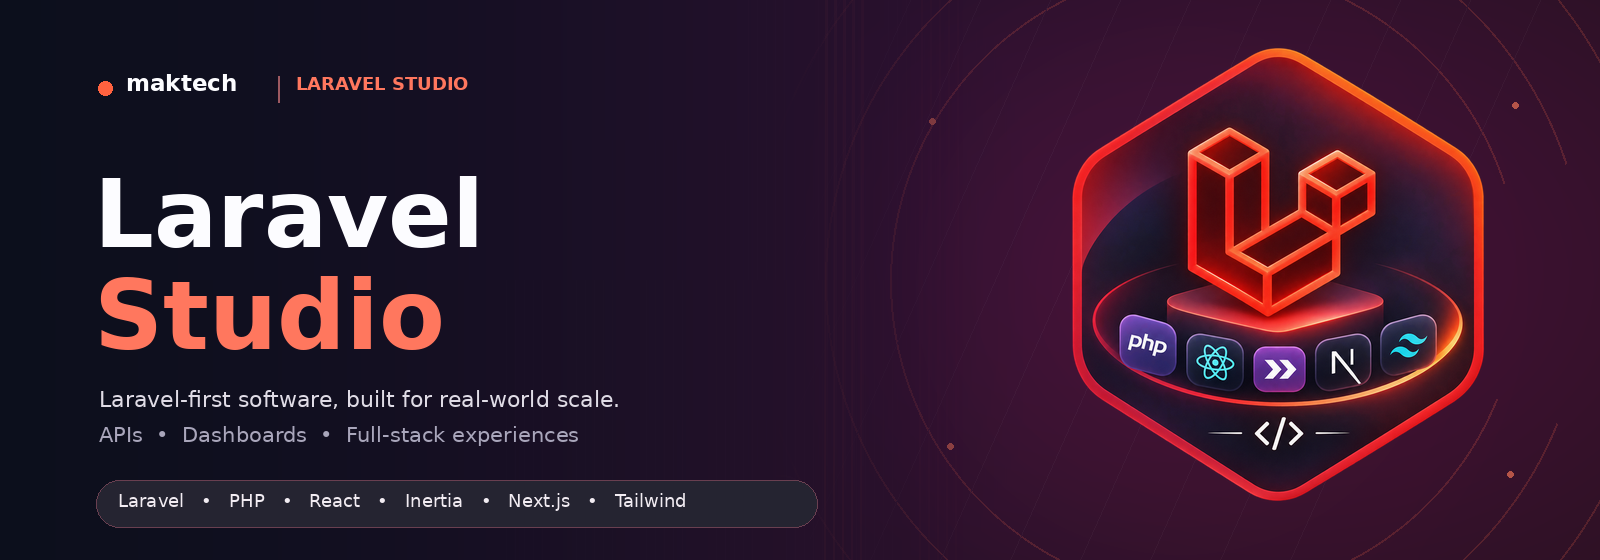 maktech | LARAVEL STUDIO
Laravel
Studio
Laravel-first software, built for real-world scale.
APIs • Dashboards • Full-stack experiences
Laravel • PHP • React • Inertia • Next.js • Tailwind
php
N
</>